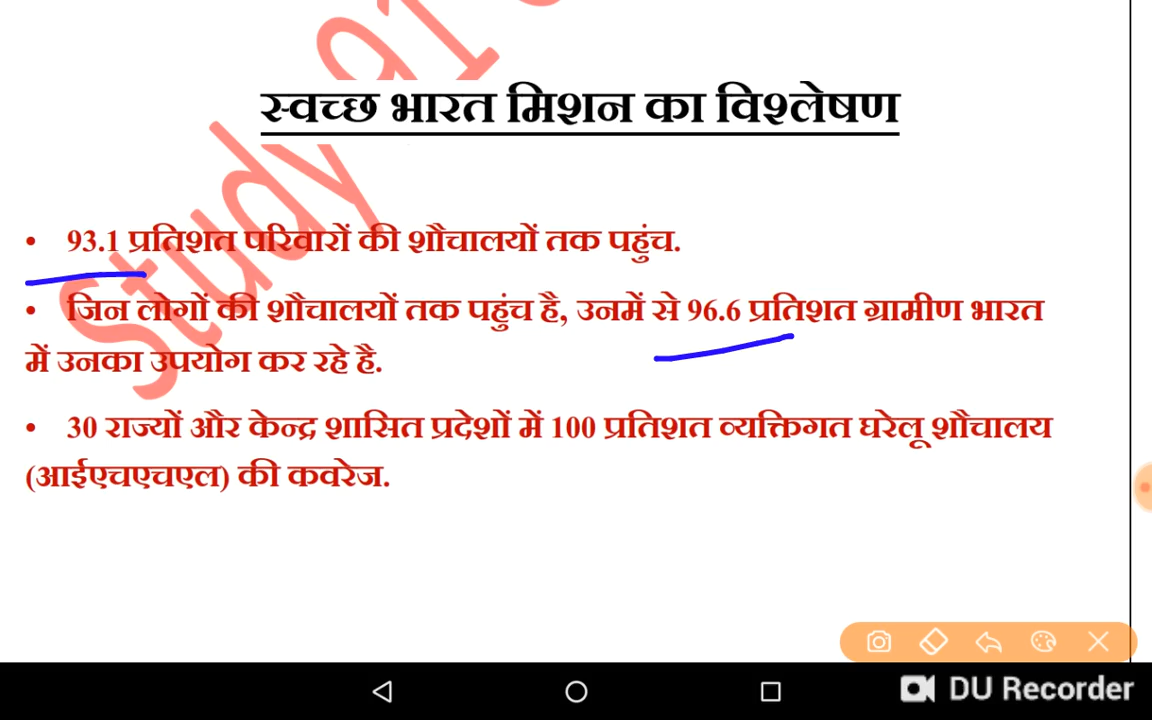 Study 91
स्वच्छ भारत मिशन का विश्लेषण
• 93.1 प्रतिशत परिवारों की शौचालयों तक पहुंच.
• जिन लोगों की शौचालयों तक पहुंच है, उनमें से 96.6 प्रतिशत ग्रामीण भारत
में उनका उपयोग कर रहे है.
• 30 राज्यों और केन्द्र शासित प्रदेशों में 100 प्रतिशत व्यक्तिगत घरेलू शौचालय
(आईएचएचएल) की कवरेज.
DU Recorder